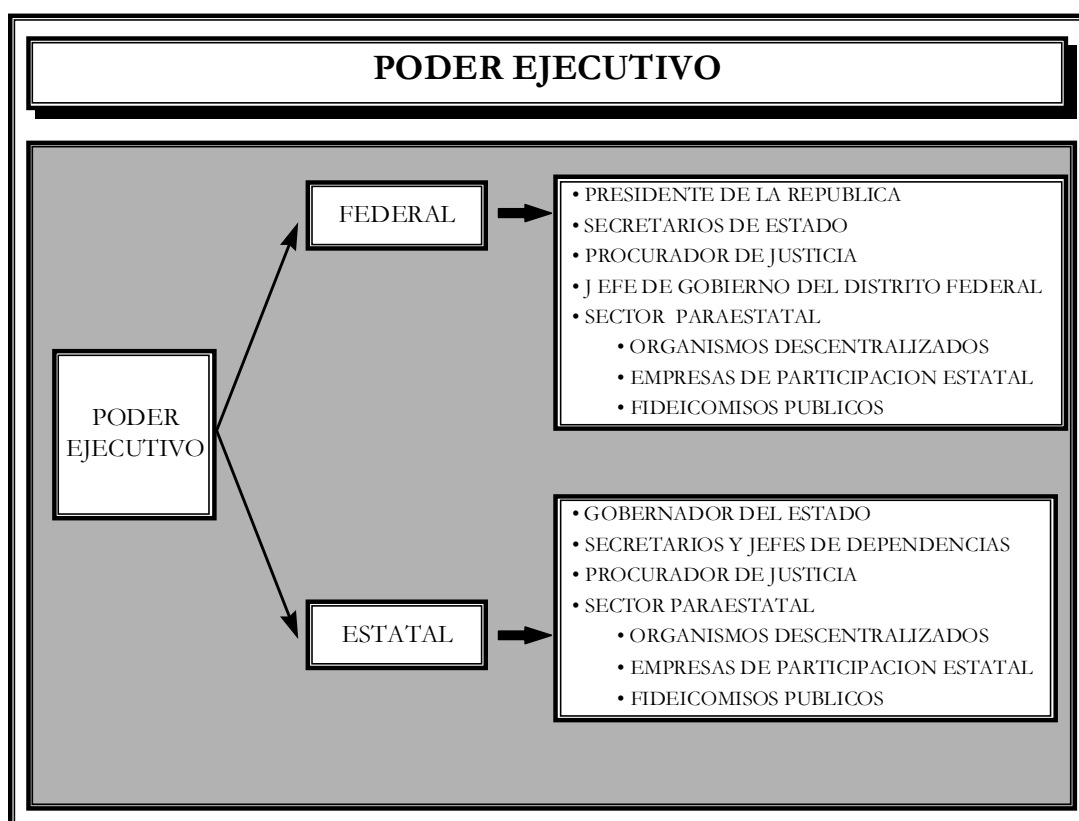 PODER EJECUTIVO
FEDERAL
• PRESIDENTE DE LA REPUBLICA
• SECRETARIOS DE ESTADO
• PROCURADOR DE JUSTICIA
• J EFE DE GOBIERNO DEL DISTRITO FEDERAL
• SECTOR PARAESTATAL
• ORGANISMOS DESCENTRALIZADOS
• EMPRESAS DE PARTICIPACION ESTATAL
• FIDEICOMISOS PUBLICOS
PODER
EJECUTIVO
• GOBERNADOR DEL ESTADO
• SECRETARIOS Y JEFES DE DEPENDENCIAS
• PROCURADOR DE JUSTICIA
• SECTOR PARAESTATAL
ESTATAL
• ORGANISMOS DESCENTRALIZADOS
• EMPRESAS DE PARTICIPACION ESTATAL
• FIDEICOMISOS PUBLICOS